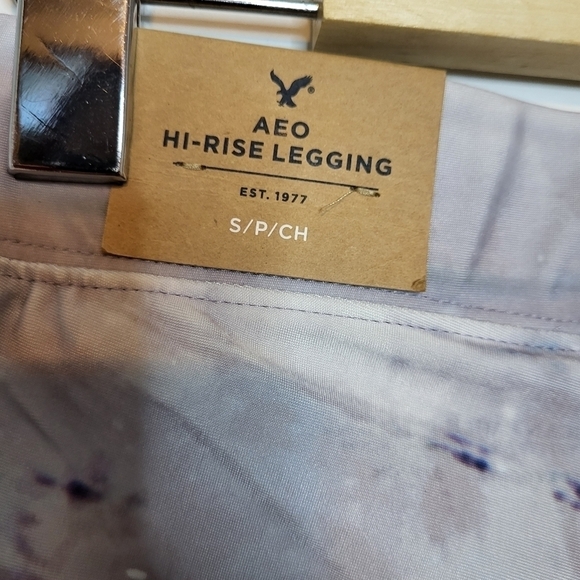 ®
AEO
HI-RISE LEGGING
EST. 1977
S/P/CH